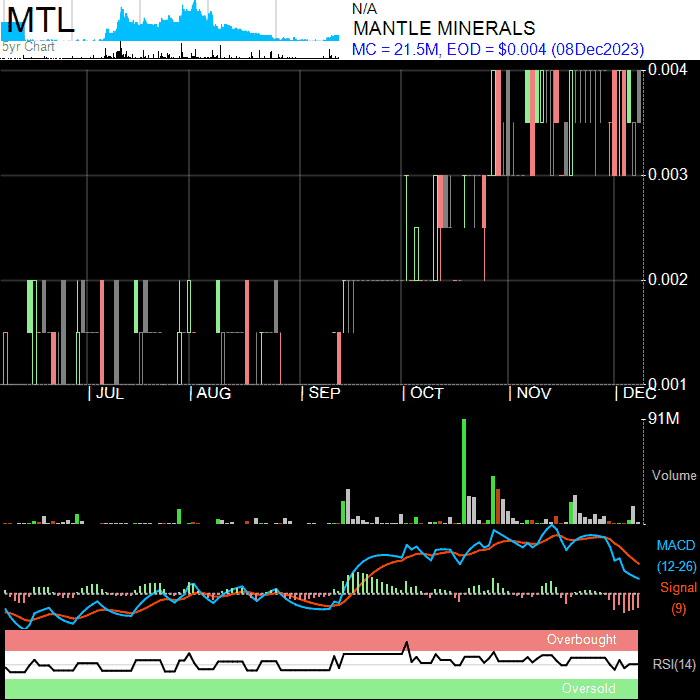 MTL
5yr Chart
N/A
MANTLE MINERALS
MC = 21.5M, EOD = $0.004 (08Dec2023)
0.004
0.003
0.002
0.001
JUL
AUG
SEP
OCT
NOV
DEC
91M
Volume
MACD
(12-26)
Signal
(9)
Overbought
RSI(14)
Oversold